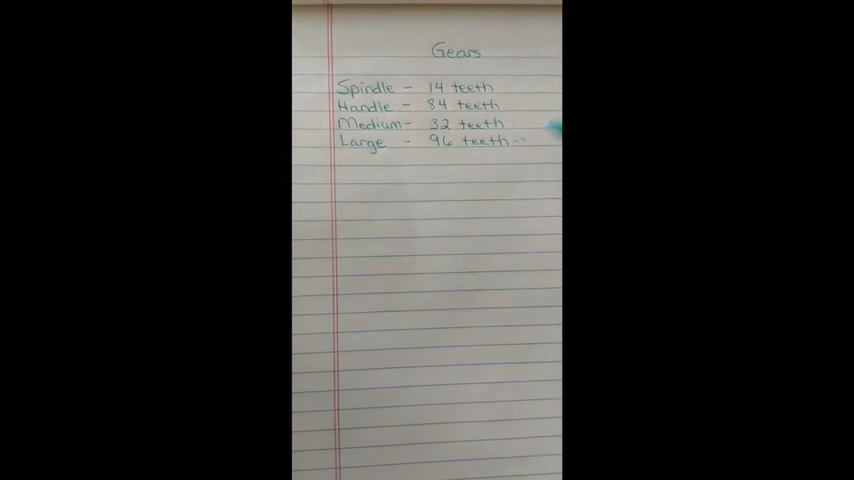 Gears
Spindle - 14 teeth
Handle - 84 teeth
Medium - 32 teeth
Large - 96 teeth